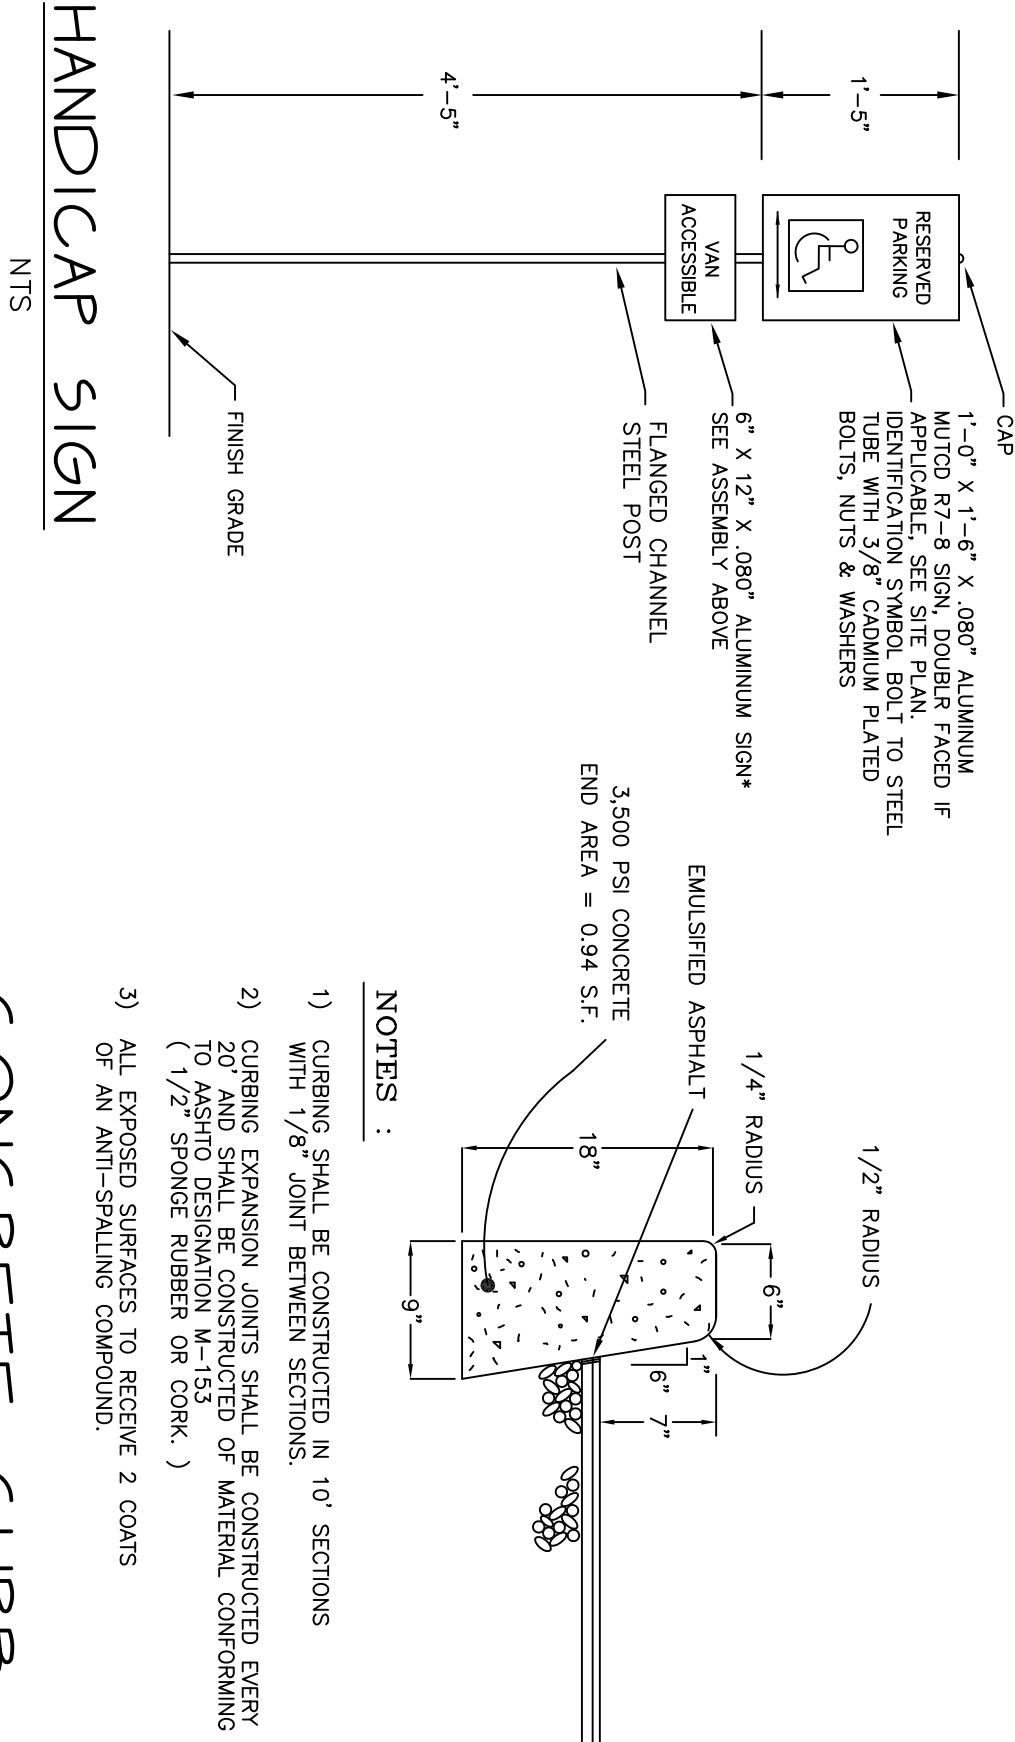 CAP
1'-0" X 1'-6" X .080" ALUMINUM
MUTCD R7-8 SIGN, DOUBLR FACED IF
APPLICABLE, SEE SITE PLAN.
IDENTIFICATION SYMBOL BOLT TO STEEL
TUBE WITH 3/8" CADMIUM PLATED
BOLTS, NUTS & WASHERS
1'-5"
RESERVED
PARKING
VAN
ACCESSIBLE
6" X 12" X .080" ALUMINUM SIGN*
SEE ASSEMBLY ABOVE
FLANGED CHANNEL
STEEL POST
4'-5"
FINISH GRADE
HANDICAP SIGN
NTS
1/2" RADIUS
1/4" RADIUS
6"
EMULSIFIED ASPHALT
1"
6"
7"
3,500 PSI CONCRETE
END AREA = 0.94 S.F.
18"
9"
NOTES :
1) CURBING SHALL BE CONSTRUCTED IN 10' SECTIONS
WITH 1/8" JOINT BETWEEN SECTIONS.
2) CURBING EXPANSION JOINTS SHALL BE CONSTRUCTED EVERY
20' AND SHALL BE CONSTRUCTED OF MATERIAL CONFORMING
TO AASHTO DESIGNATION M-153
( 1/2" SPONGE RUBBER OR CORK. )
3) ALL EXPOSED SURFACES TO RECEIVE 2 COATS
OF AN ANTI-SPALLING COMPOUND.
CONCRETE CURB